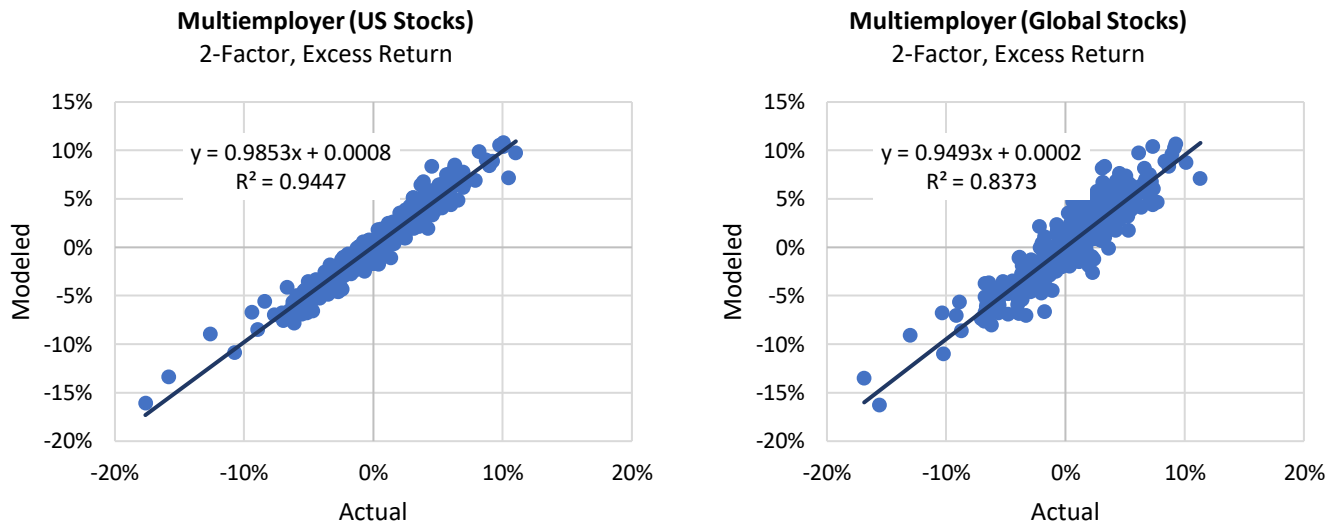 Multiemployer (US Stocks)
2-Factor, Excess Return
15%
10%
5%
0%
-5%
-10%
-15%
-20%
-20%
-10%
0%
10%
20%
Modeled
Actual
y = 0.9853x + 0.0008
R² = 0.9447
Multiemployer (Global Stocks)
2-Factor, Excess Return
15%
10%
5%
0%
-5%
-10%
-15%
-20%
-20%
-10%
0%
10%
20%
Modeled
Actual
y = 0.9493x + 0.0002
R² = 0.8373